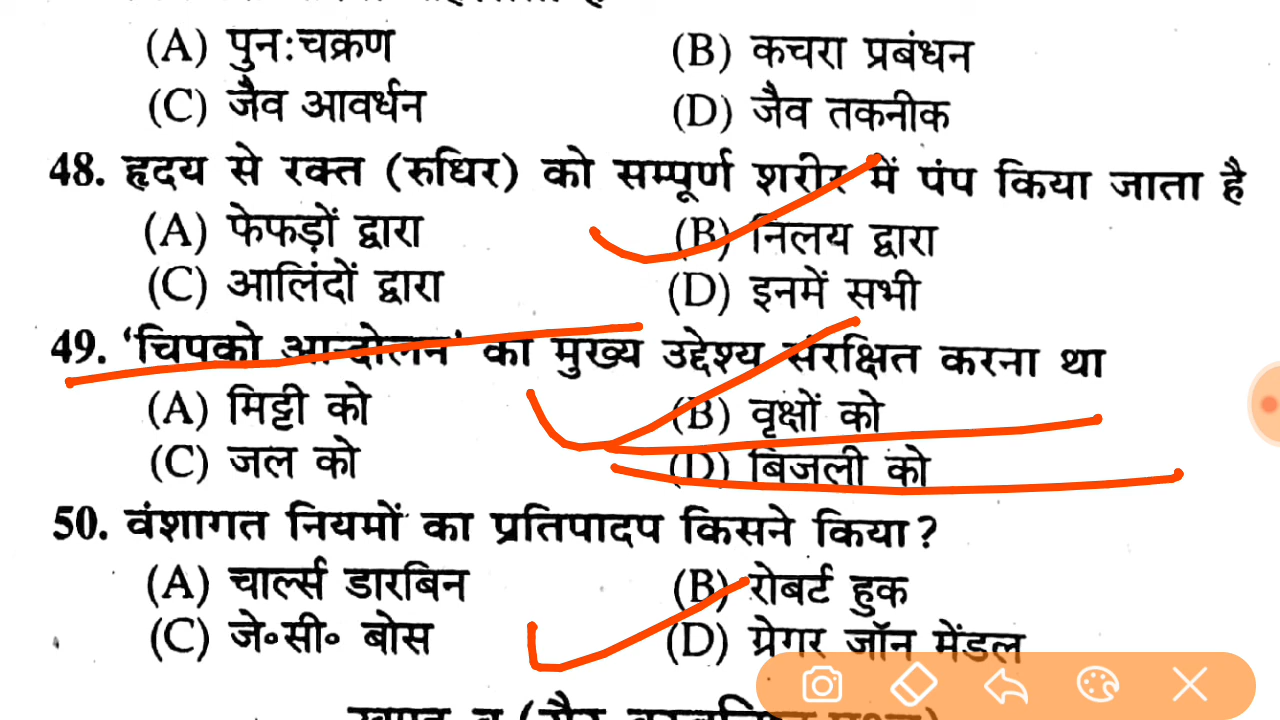 (A) पुनःचक्रण (B) कचरा प्रबंधन
(C) जैव आवर्धन (D) जैव तकनीक
48. हृदय से रक्त (रुधिर) को सम्पूर्ण शरीर में पंप किया जाता है
(A) फेफड़ों द्वारा (B) निलय द्वारा
(C) आलिंदों द्वारा (D) इनमें सभी
49. 'चिपको आन्दोलन' का मुख्य उद्देश्य संरक्षित करना था
(A) मिट्टी को (B) वृक्षों को
(C) जल को (D) बिजली को
50. वंशागत नियमों का प्रतिपादप किसने किया?
(A) चार्ल्स डारबिन (B) रोबर्ट हुक
(C) जे॰सी॰ बोस (D) ग्रेगर जॉन मेंडल